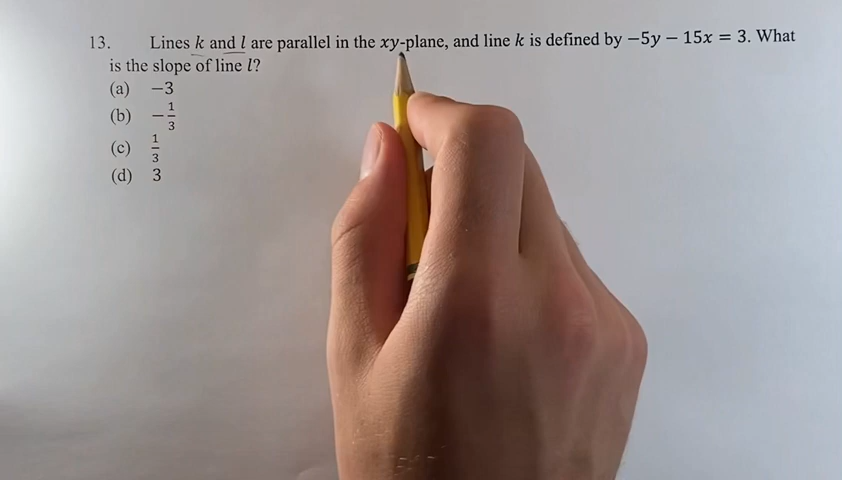 13. Lines k and l are parallel in the xy-plane, and line k is defined by −5y − 15x = 3. What
is the slope of line l?
(a) −3
(b) −1/3
(c) 1/3
(d) 3